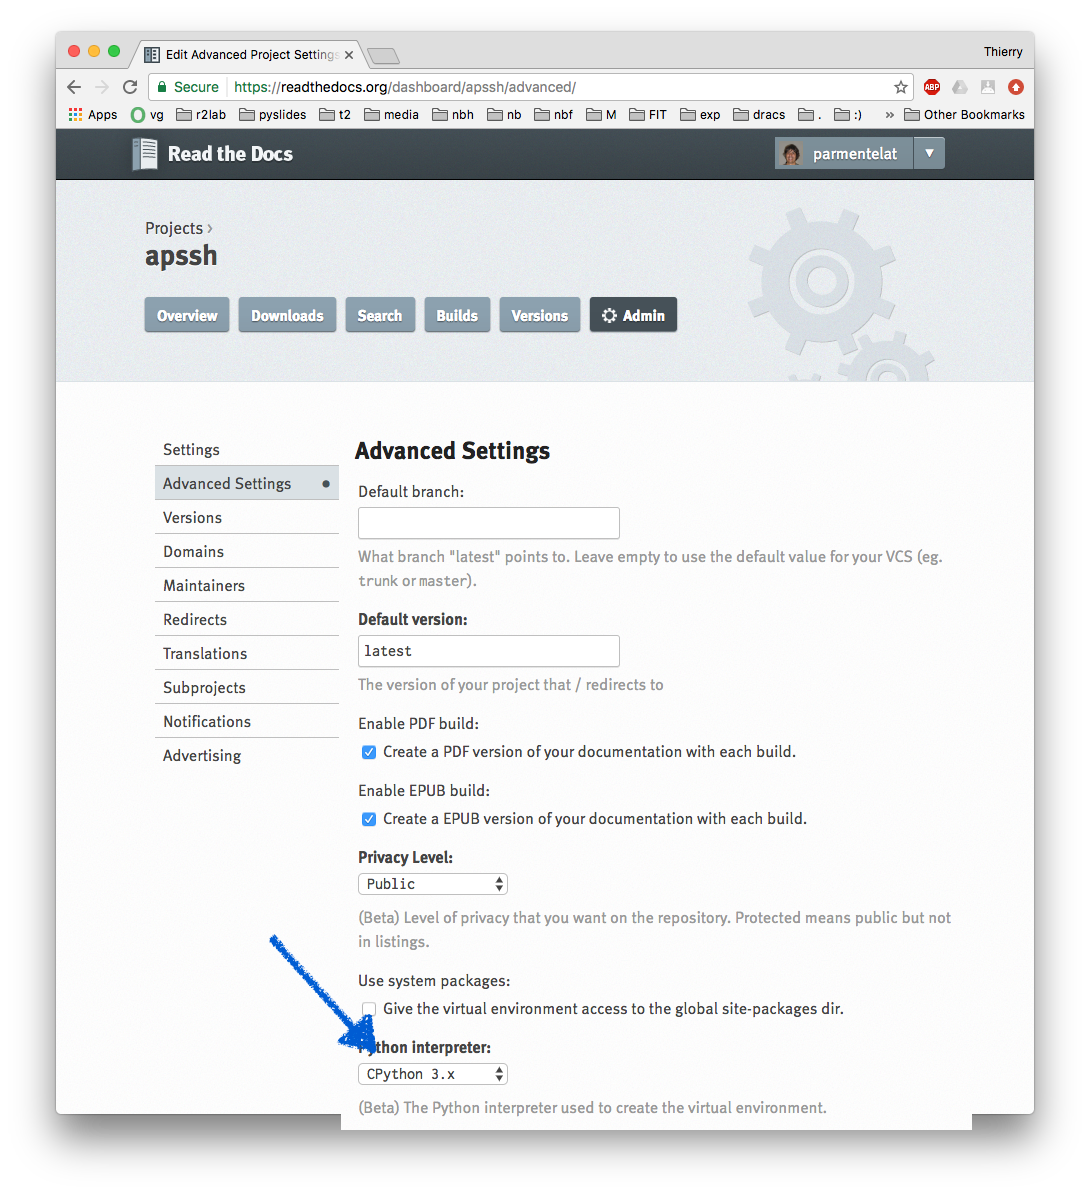 Edit Advanced Project Settings
Thierry
Secure https://readthedocs.org/dashboard/apssh/advanced/
ABP
Apps vg r2lab pyslides t2 media nbh nb nbf M FIT exp dracs . :) » Other Bookmarks
Read the Docs
parmentelat
Projects ›
apssh
Overview Downloads Search Builds Versions Admin
Settings
Advanced Settings
Versions
Domains
Maintainers
Redirects
Translations
Subprojects
Notifications
Advertising
Advanced Settings
Default branch:
What branch "latest" points to. Leave empty to use the default value for your VCS (eg.
trunk or master).
Default version:
latest
The version of your project that / redirects to
Enable PDF build:
Create a PDF version of your documentation with each build.
Enable EPUB build:
Create a EPUB version of your documentation with each build.
Privacy Level:
Public
(Beta) Level of privacy that you want on the repository. Protected means public but not
in listings.
Use system packages:
Give the virtual environment access to the global site-packages dir.
Python interpreter:
CPython 3.x
(Beta) The Python interpreter used to create the virtual environment.